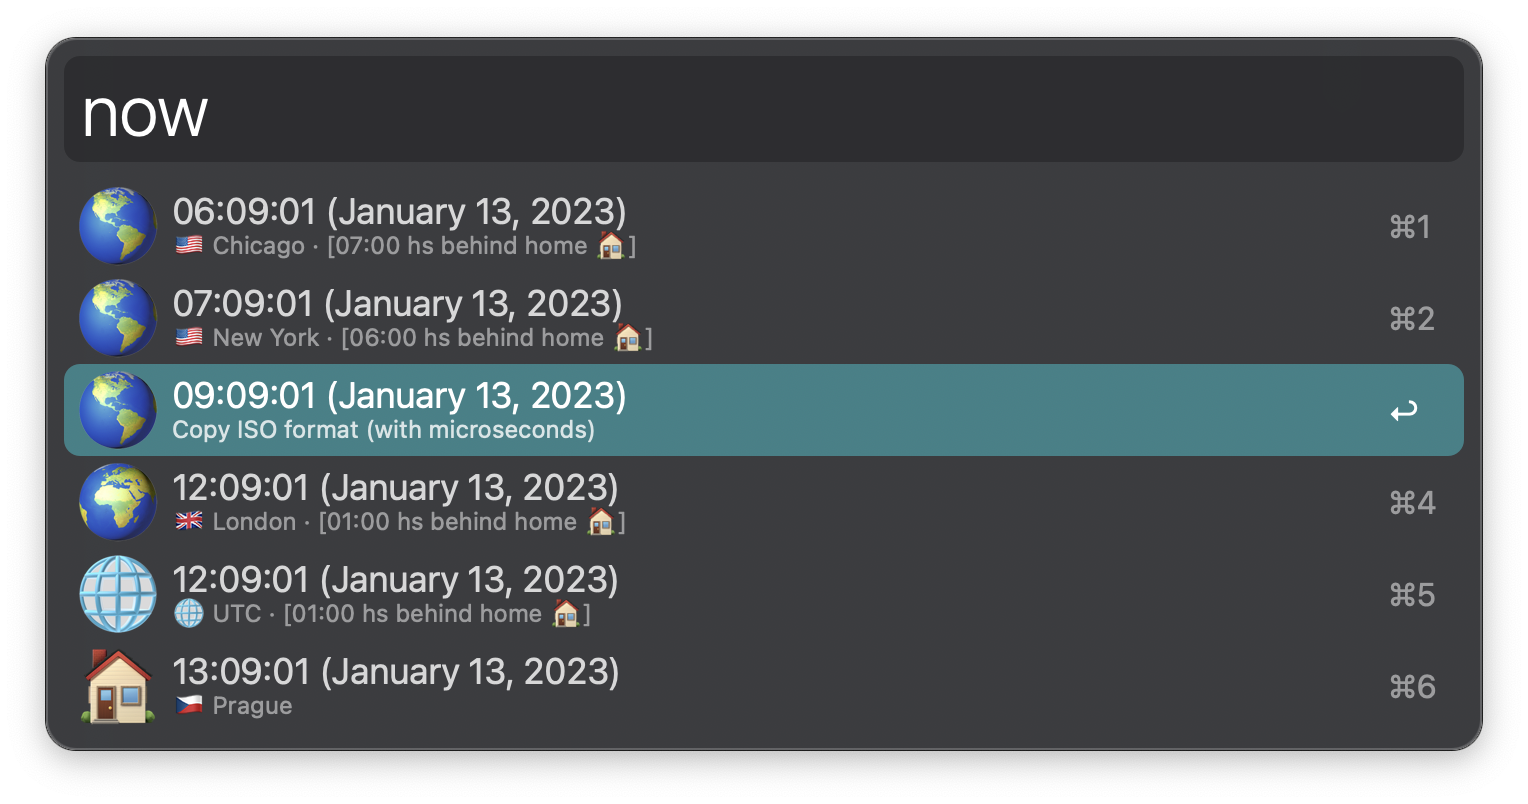 now
06:09:01 (January 13, 2023)
🇺🇸 Chicago · [07:00 hs behind home 🏠]
⌘1
07:09:01 (January 13, 2023)
🇺🇸 New York · [06:00 hs behind home 🏠]
⌘2
09:09:01 (January 13, 2023)
Copy ISO format (with microseconds)
↩
12:09:01 (January 13, 2023)
🇬🇧 London · [01:00 hs behind home 🏠]
⌘4
12:09:01 (January 13, 2023)
🌐 UTC · [01:00 hs behind home 🏠]
⌘5
13:09:01 (January 13, 2023)
🇨🇿 Prague
⌘6